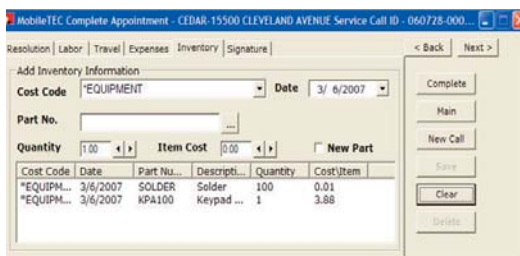 MobileTEC Complete Appointment - CEDAR-15500 CLEVELAND AVENUE Service Call ID - 060728-000...
Resolution Labor Travel Expenses Inventory Signature < Back Next >
Add Inventory Information
Cost Code *EQUIPMENT Date 3/ 6/2007 Complete
Part No. ... Main
Quantity 1.00 Item Cost 0.00 New Part New Call
Cost Code Date Part Nu... Descripti... Quantity Cost\Item Save
*EQUIPM... 3/6/2007 SOLDER Solder 100 0.01
*EQUIPM... 3/6/2007 KPA100 Keypad ... 1 3.88 Clear
Delete